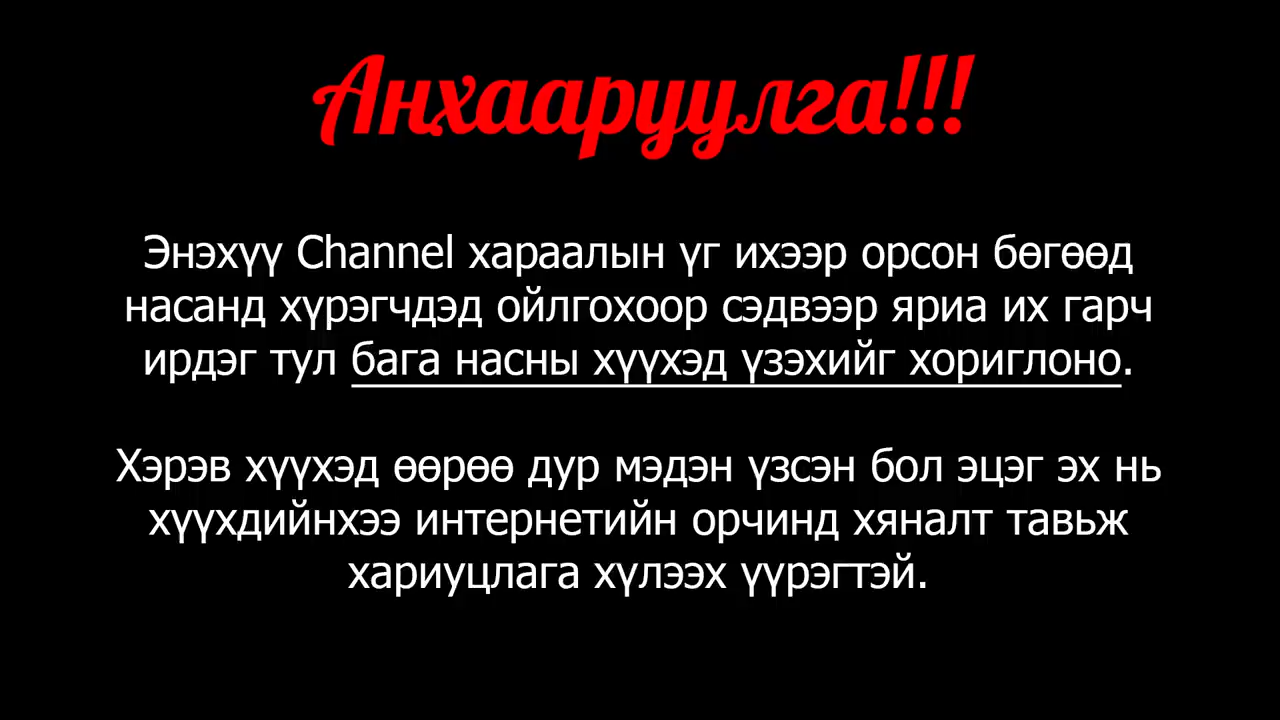 Анхааруулга!!!
Энэхүү Channel хараалын үг ихээр орсон бөгөөд
насанд хүрэгчдэд ойлгохоор сэдвээр яриа их гарч
ирдэг тул бага насны хүүхэд үзэхийг хориглоно.
Хэрэв хүүхэд өөрөө дур мэдэн үзсэн бол эцэг эх нь
хүүхдийнхээ интернетийн орчинд хяналт тавьж
хариуцлага хүлээх үүрэгтэй.